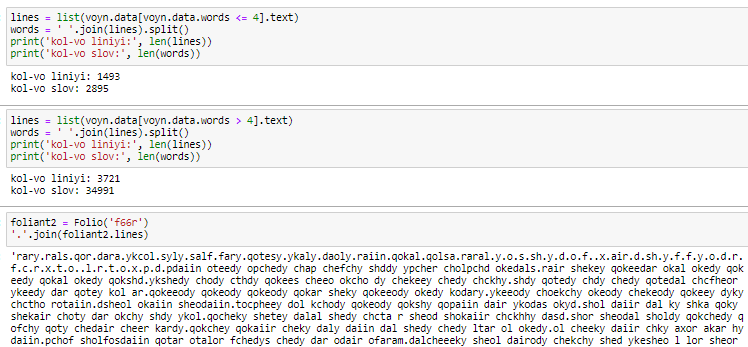 lines = list(voyn.data[voyn.data.words <= 4].text)
words = ' '.join(lines).split()
print('kol-vo liniyi:', len(lines))
print('kol-vo slov:', len(words))
kol-vo liniyi: 1493
kol-vo slov: 2895
lines = list(voyn.data[voyn.data.words > 4].text)
words = ' '.join(lines).split()
print('kol-vo liniyi:', len(lines))
print('kol-vo slov:', len(words))
kol-vo liniyi: 3721
kol-vo slov: 34991
foliant2 = Folio('f66r')
'.'.join(foliant2.lines)
'rary.rals.qor.dara.ykcol.syly.salf.fary.qotesy.ykaly.daoly.raiin.qokal.qolsa.raral.y.o.s.sh.y.d.o.f..x.air.d.sh.y.f.f.y.o.d.r.
f.c.r.x.t.o..l.r.t.o.x.p.d.pdaiin oteedy opchedy chap chefchy shddy ypcher cholpchd okedals.rair shekey qokeedar okal okedy qok
eedy qokal okedy qokshd.ykshedy chody cthdy qokees cheeo okcho dy chekeey chedy chckhy.shdy qotedy chdy chedy qotedal chcfheor
ykeedy dar qotey kol ar.qokeeody qokeody qokeody qokar sheky qokeeody okedy kodary.ykeeody choekchy okeody chekeody qokeey dyky
chctho rotaiin.dsheol okaiin sheodaiin.tocpheey dol kchody qokeody qokshy qopaiin dair ykodas okyd.shol daiir dal ky shka qoky
shekair choty dar okchy shdy ykol.qocheky shetey dalal shedy chcta r sheod shokaiir chckhhy dasd.shor sheodal sholdy qokchedy q
ofchy qoty chedair cheer kardy.qokchey qokaiir cheky daly daiin dal shedy chedy ltar ol okedy.ol cheeky daiir chky axor akar hy
daiin.pchof sholfosdaiin qotar otalor fchedys chedy dar odair ofaram.dalcheeeky sheol dairody chekchy shed ykesheo l lor sheor